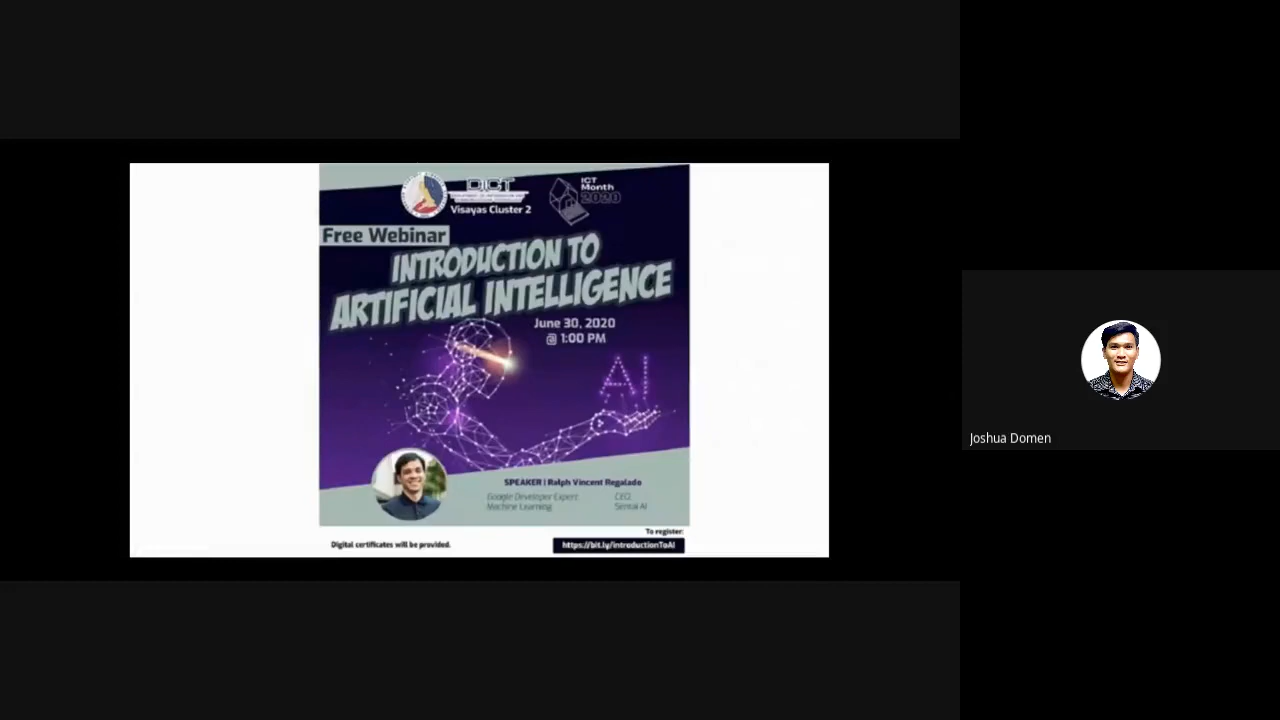 DICT
Visayas Cluster 2
ICT
Month
2020
Free Webinar
INTRODUCTION TO
ARTIFICIAL INTELLIGENCE
June 30, 2020
@ 1:00 PM
AI
SPEAKER | Ralph Vincent Regalado
Google Developer Expert
Machine Learning
CEO,
Senti AI
To register:
Digital certificates will be provided.
https://bit.ly/introductionToAI
Joshua Domen